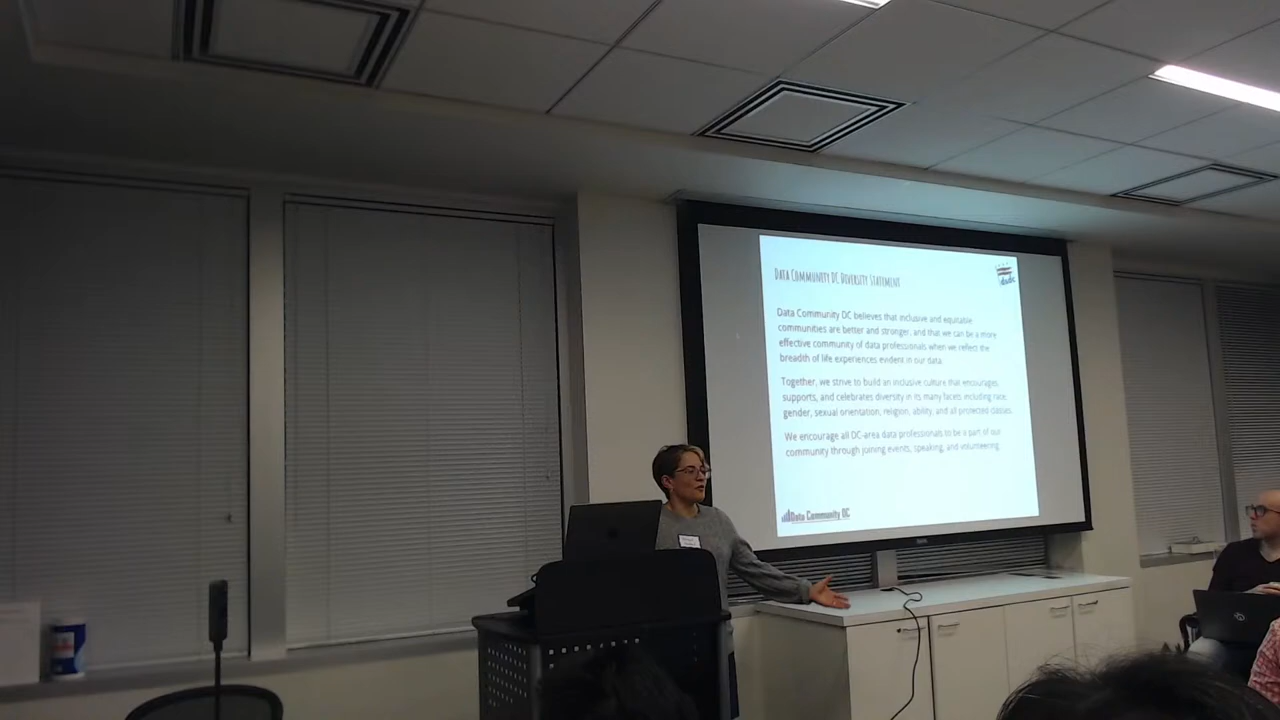 DATA COMMUNITY DC DIVERSITY STATEMENT
dsdc
Data Community DC believes that inclusive and equitable
communities are better and stronger, and that we can be a more
effective community of data professionals when we reflect the
breadth of life experiences evident in our data.
Together, we strive to build an inclusive culture that encourages,
supports, and celebrates diversity in its many facets including race,
gender, sexual orientation, religion, ability, and all protected classes.
We encourage all DC-area data professionals to be a part of our
community through joining events, speaking, and volunteering.
Data Community DC